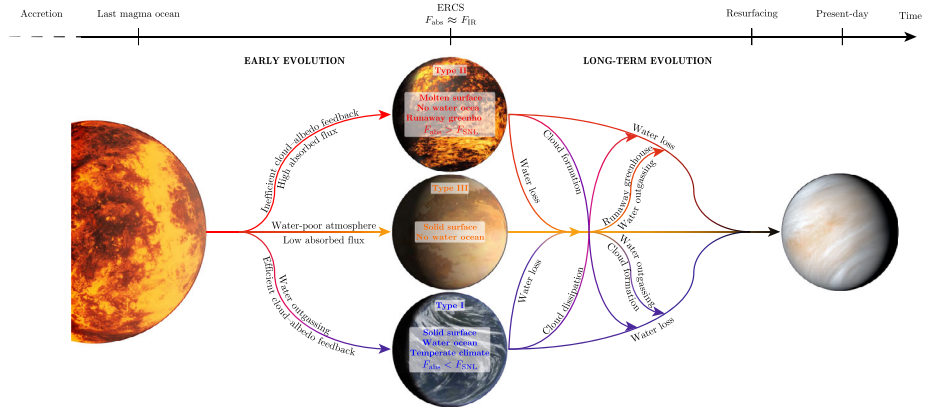 Accretion
Last magma ocean
ERCS
F_abs ≈ F_IR
Resurfacing
Present-day
Time
EARLY EVOLUTION
LONG-TERM EVOLUTION
Type II
Molten surface
No water ocea
Runaway greenho
F_abs > F_SNL
Inefficient cloud–albedo feedback
High absorbed flux
Water-poor atmosphere
Low absorbed flux
Water outgassing
Efficient cloud–albedo feedback
Type III
Solid surface
No water ocean
Type I
Solid surface
Water ocean
Temperate climate
F_abs < F_SNL
Cloud formation
Water loss
Water loss
Cloud dissipation
Water loss
Runaway greenhouse
Water outgassing
Water outgassing
Cloud formation
Water loss